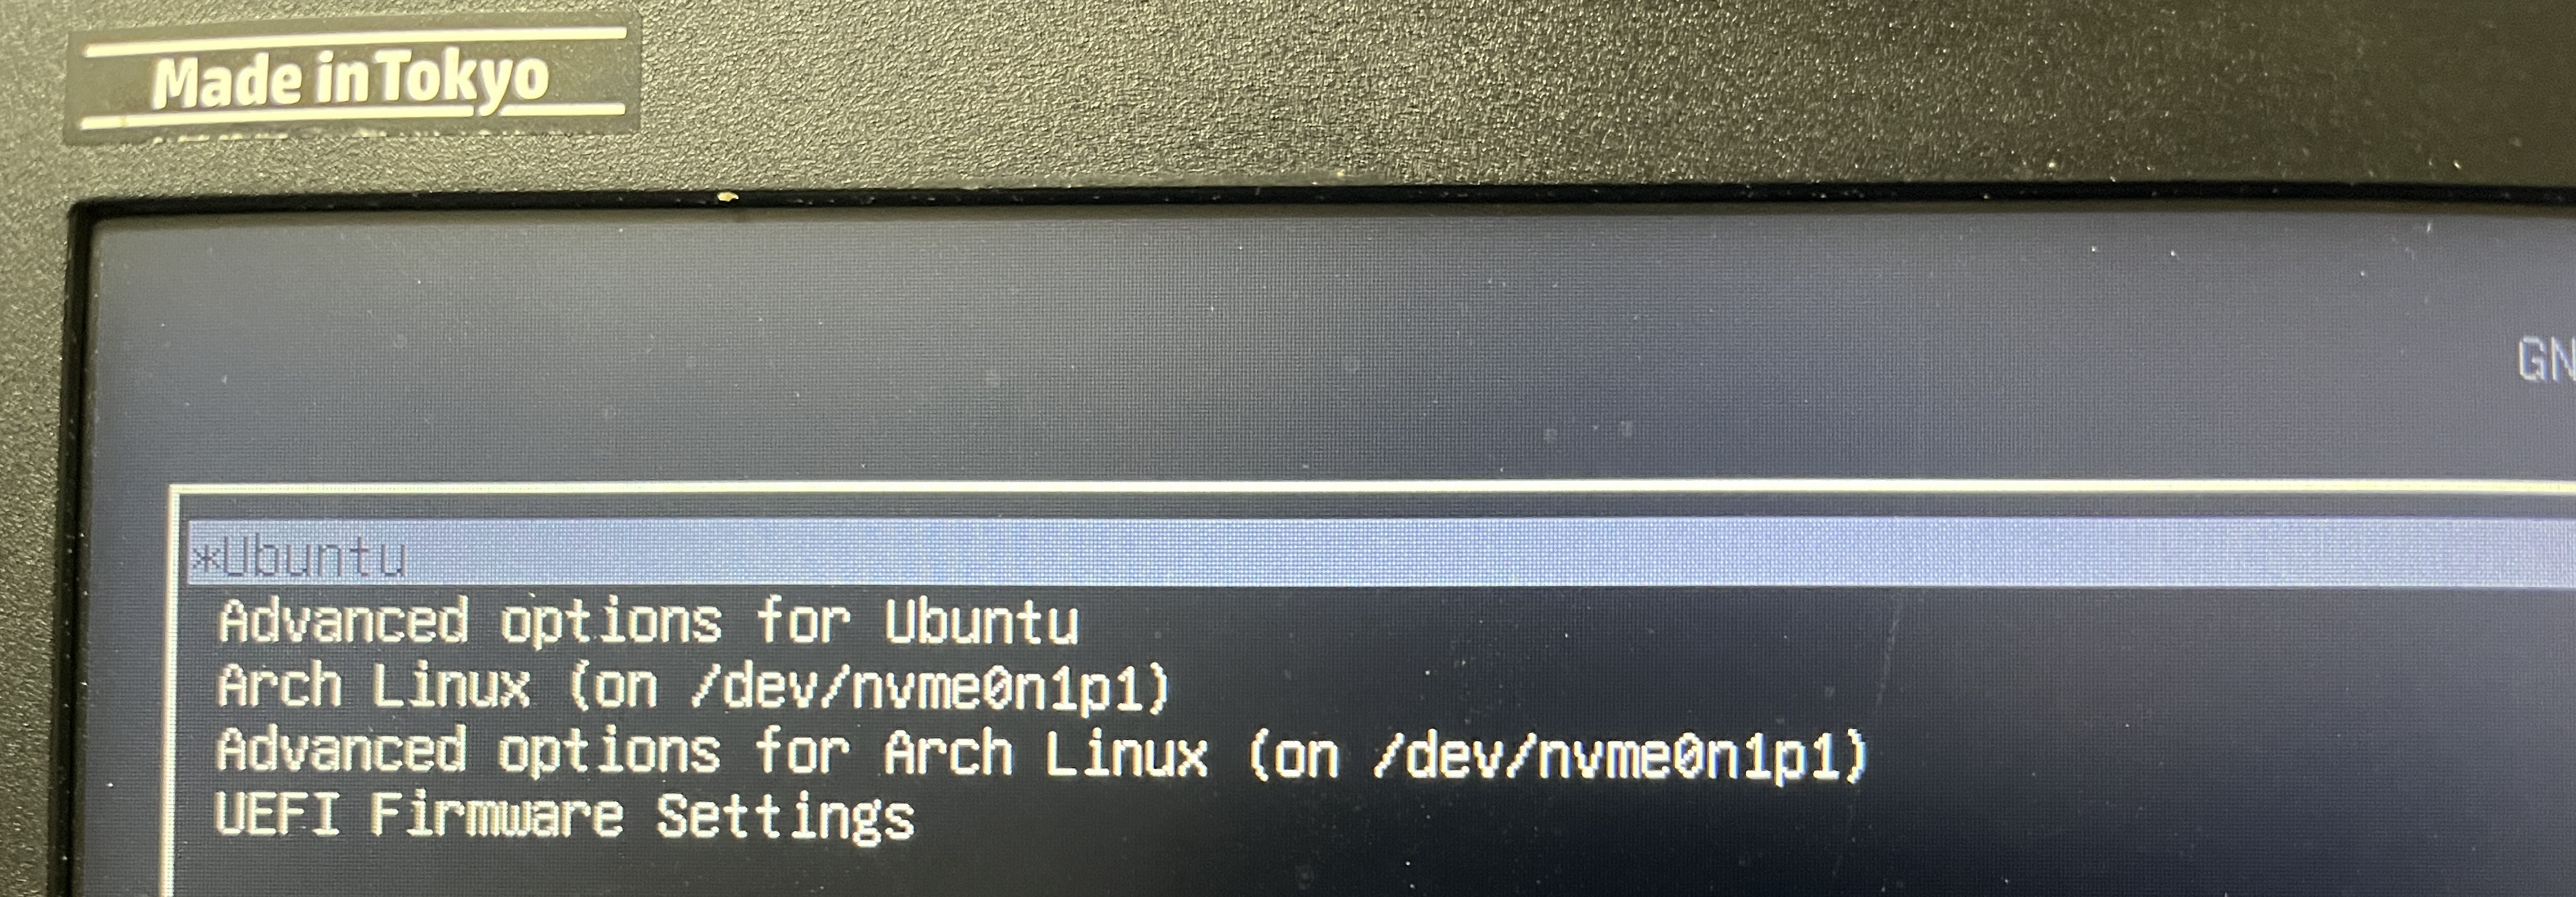 Made in Tokyo
GN
*Ubuntu
Advanced options for Ubuntu
Arch Linux (on /dev/nvme0n1p1)
Advanced options for Arch Linux (on /dev/nvme0n1p1)
UEFI Firmware Settings